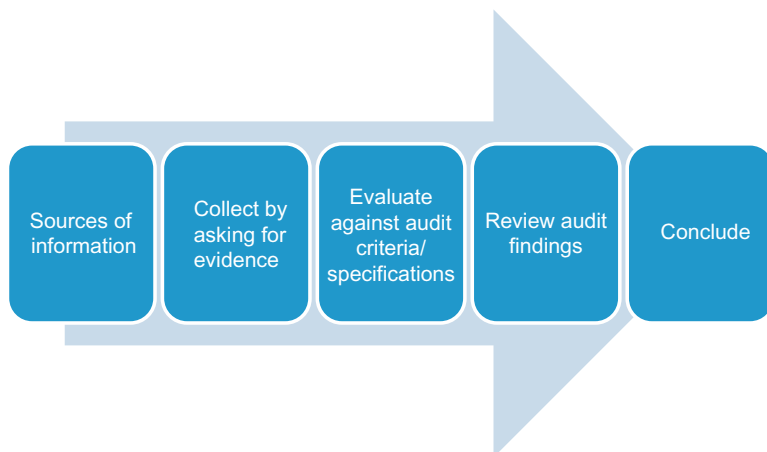 Sources of
information
Collect by
asking for
evidence
Evaluate
against audit
criteria/
specifications
Review audit
findings
Conclude